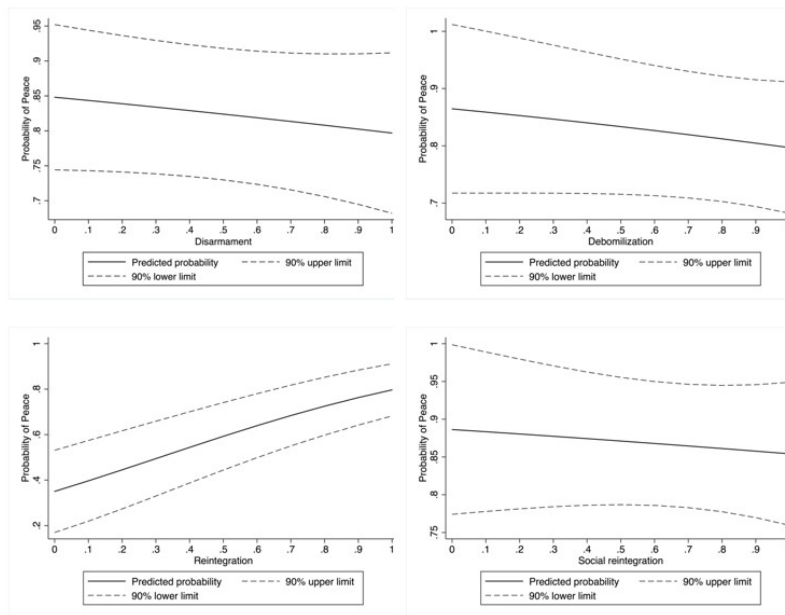 Probability of Peace
.95
.9
.85
.8
.75
.7
0 .1 .2 .3 .4 .5 .6 .7 .8 .9 1
Disarmament
Predicted probability 90% upper limit
90% lower limit
Probability of Peace
1
.9
.8
.7
0 .1 .2 .3 .4 .5 .6 .7 .8 .9
Debomilization
Predicted probability 90% upper limit
90% lower limit
Probability of Peace
1
.8
.6
.4
.2
0 .1 .2 .3 .4 .5 .6 .7 .8 .9 1
Reintegration
Predicted probability 90% upper limit
90% lower limit
Probability of Peace
1
.95
.9
.85
.8
.75
0 .1 .2 .3 .4 .5 .6 .7 .8 .9
Social reintegration
Predicted probability 90% upper limit
90% lower limit